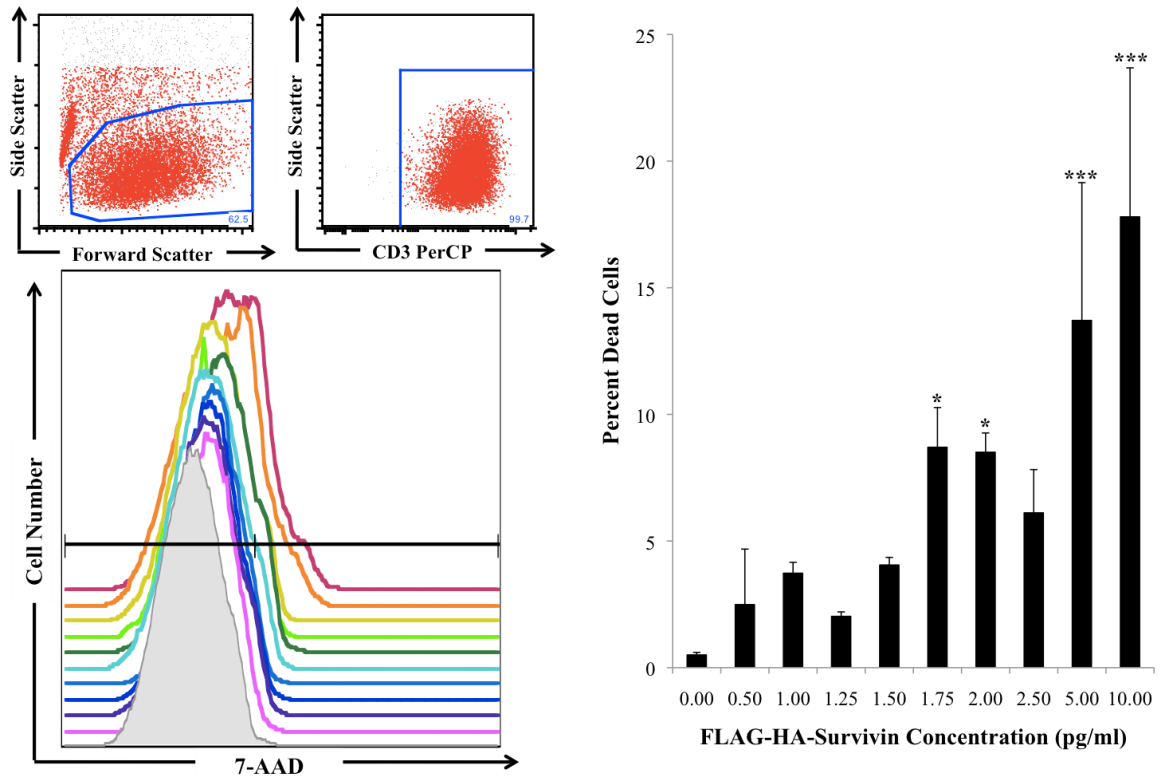 Side Scatter
62.5
Forward Scatter
Side Scatter
99.7
CD3 PerCP
Cell Number
7-AAD
Percent Dead Cells
25
20
15
10
5
0
***
***
*
*
0.00 0.50 1.00 1.25 1.50 1.75 2.00 2.50 5.00 10.00
FLAG-HA-Survivin Concentration (pg/ml)